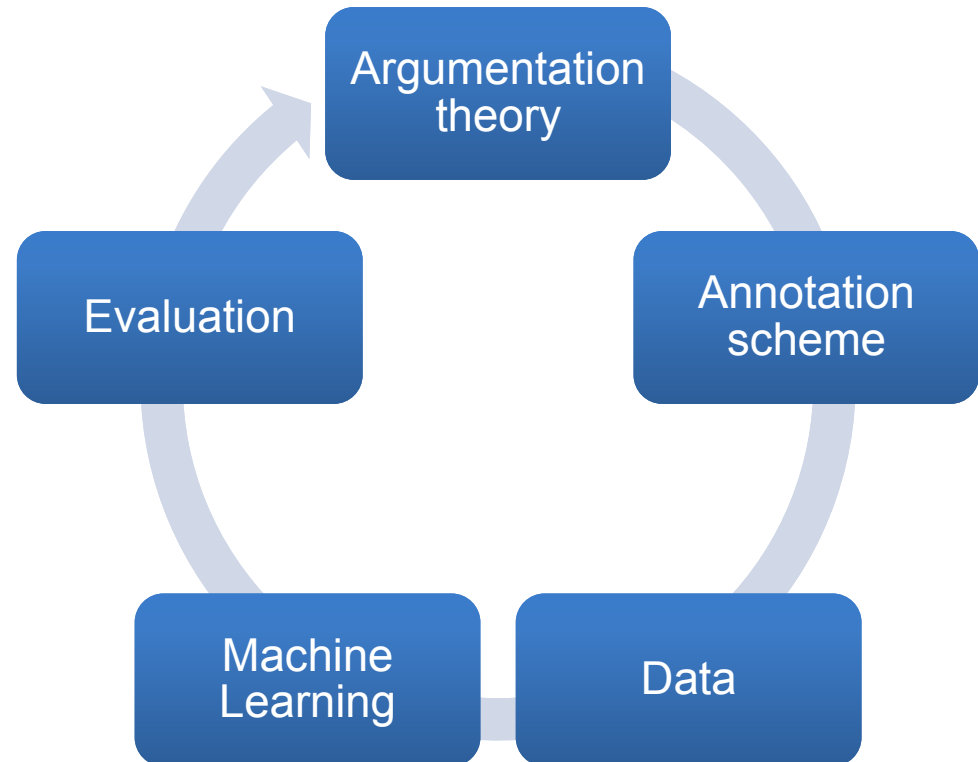 Argumentation
theory
Annotation
scheme
Data
Machine
Learning
Evaluation